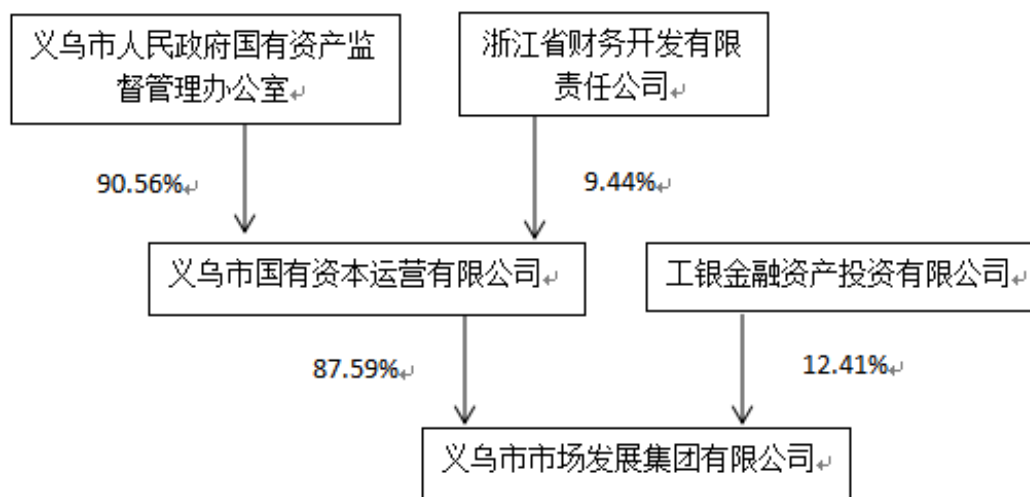 义乌市人民政府国有资产监
督管理办公室
浙江省财务开发有限
责任公司
90.56%
9.44%
义乌市国有资本运营有限公司
工银金融资产投资有限公司
87.59%
12.41%
义乌市市场发展集团有限公司